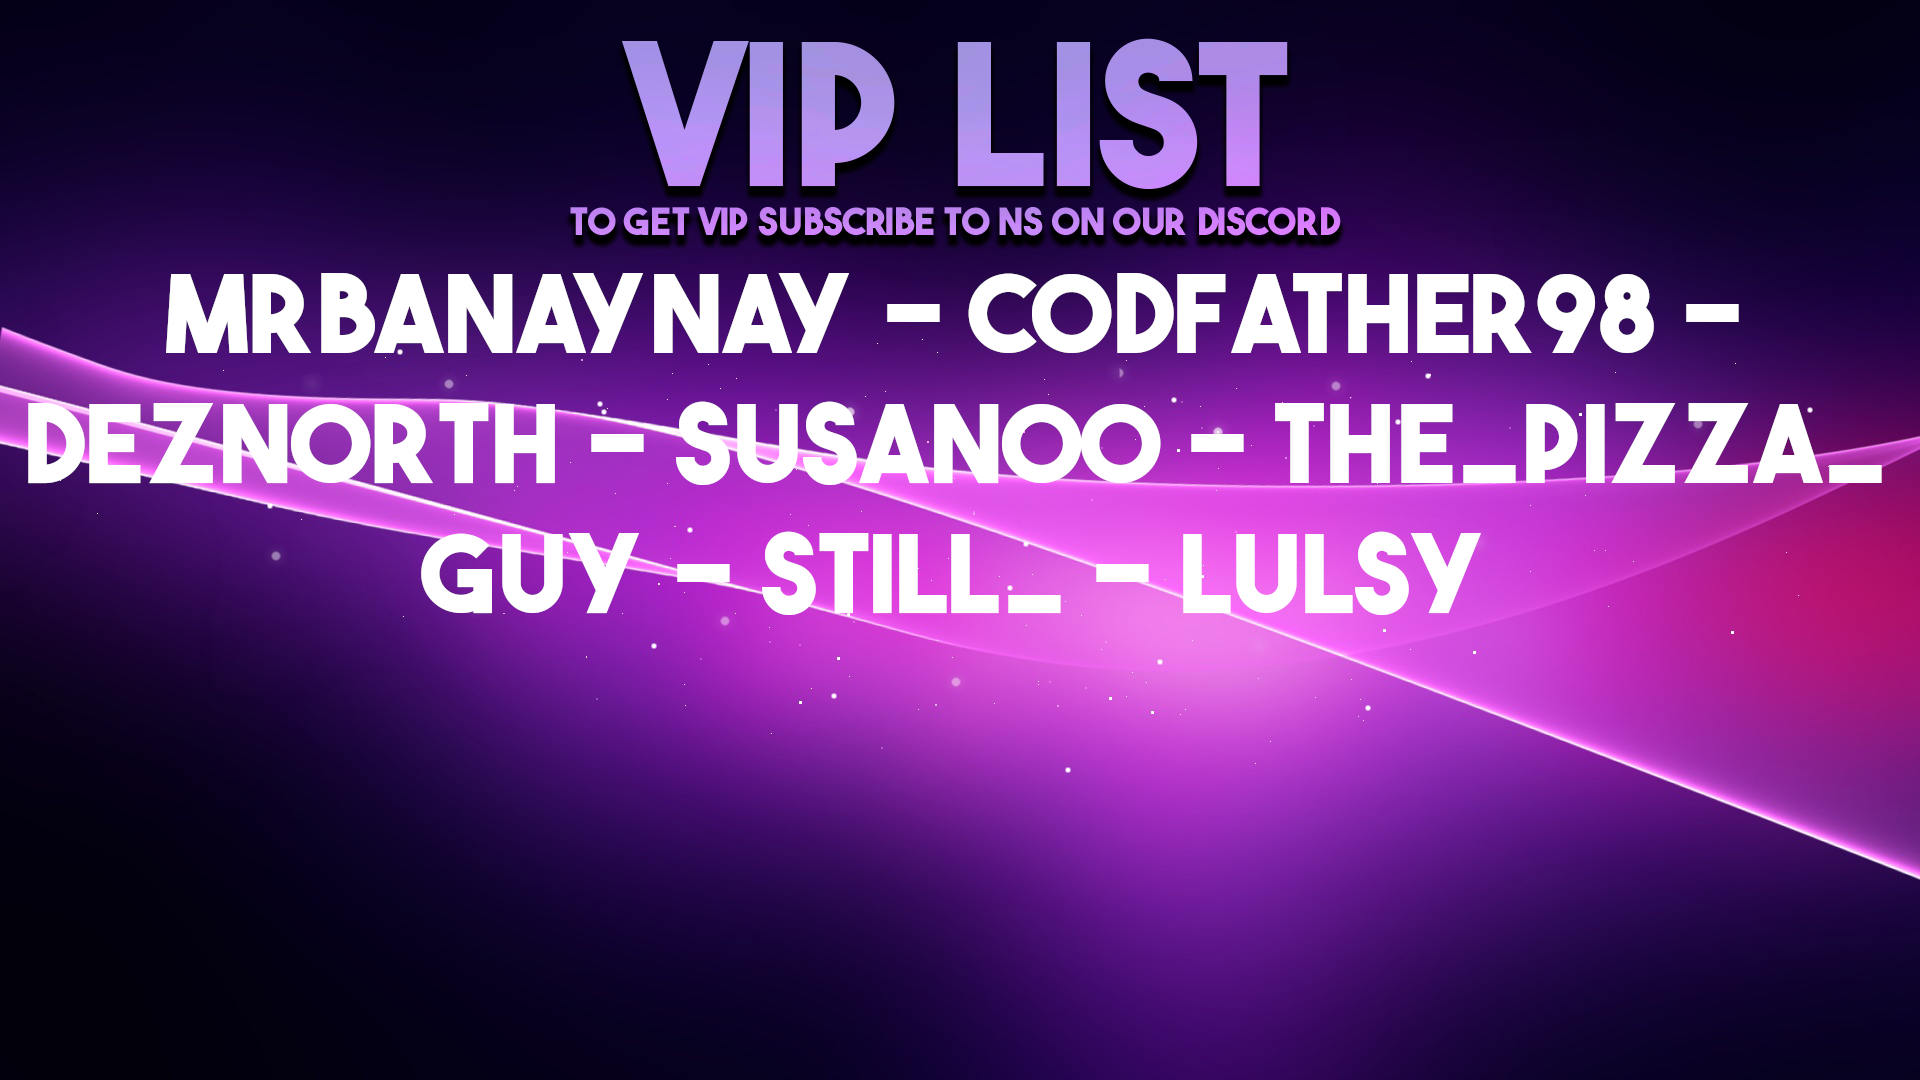 VIP LIST
TO GET VIP SUBSCRIBE TO NS ON OUR DISCORD
MRBANAYNAY - CODFATHER98 -
DEZNORTH - SUSANOO - THE_PIZZA_
GUY - STILL_ - LULSY